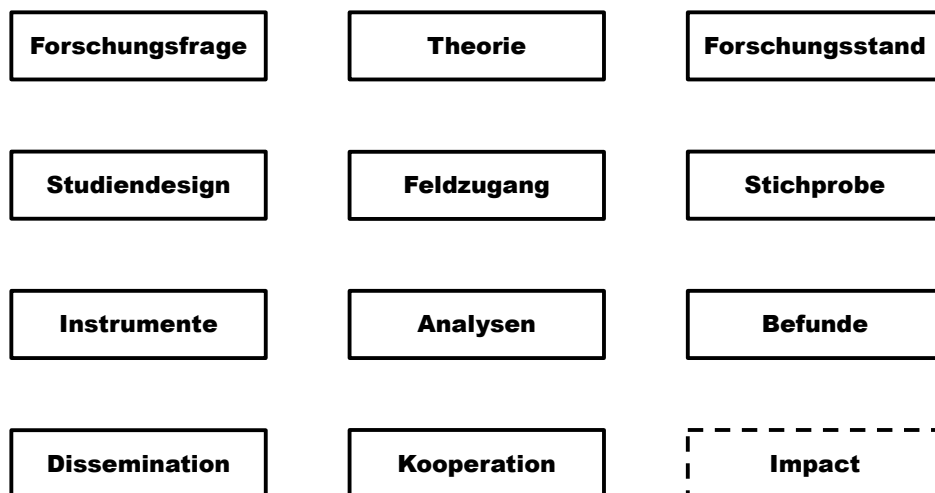 Forschungsfrage
Theorie
Forschungsstand
Studiendesign
Feldzugang
Stichprobe
Instrumente
Analysen
Befunde
Dissemination
Kooperation
Impact